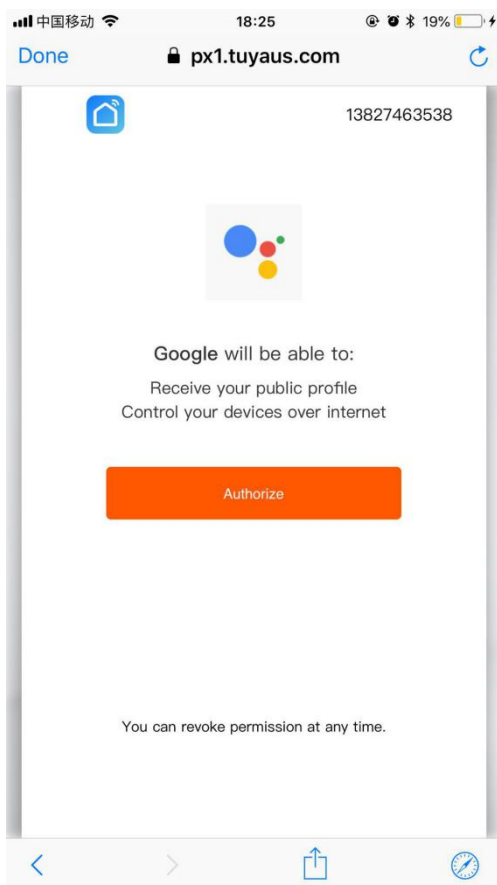 中国移动 18:25 19%
Done px1.tuyaus.com
13827463538
Google will be able to:
Receive your public profile
Control your devices over internet
Authorize
You can revoke permission at any time.